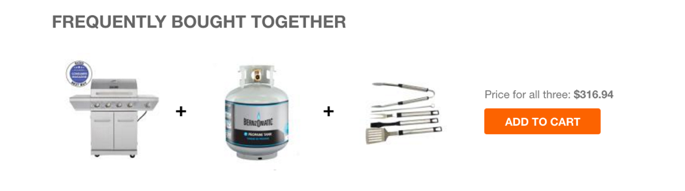 FREQUENTLY BOUGHT TOGETHER
+
+
BERNZOMATIC
Price for all three: $316.94
ADD TO CART